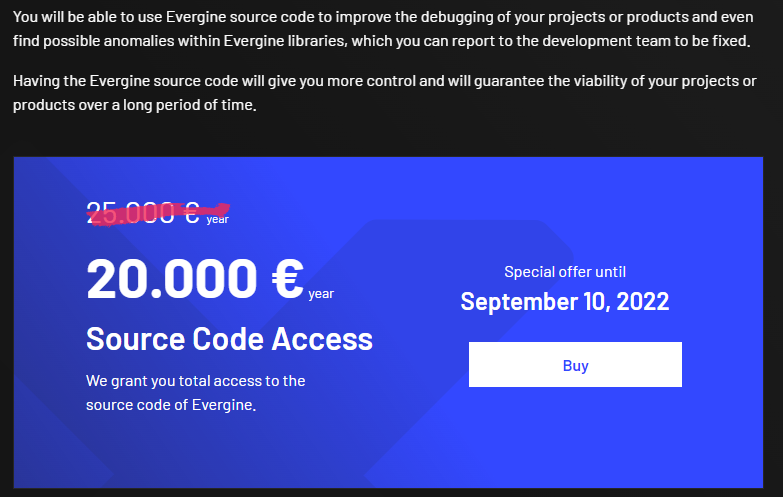 You will be able to use Evergine source code to improve the debugging of your projects or products and even
find possible anomalies within Evergine libraries, which you can report to the development team to be fixed.
Having the Evergine source code will give you more control and will guarantee the viability of your projects or
products over a long period of time.
25.000 € year
20.000 € year
Source Code Access
We grant you total access to the
source code of Evergine.
Special offer until
September 10, 2022
Buy